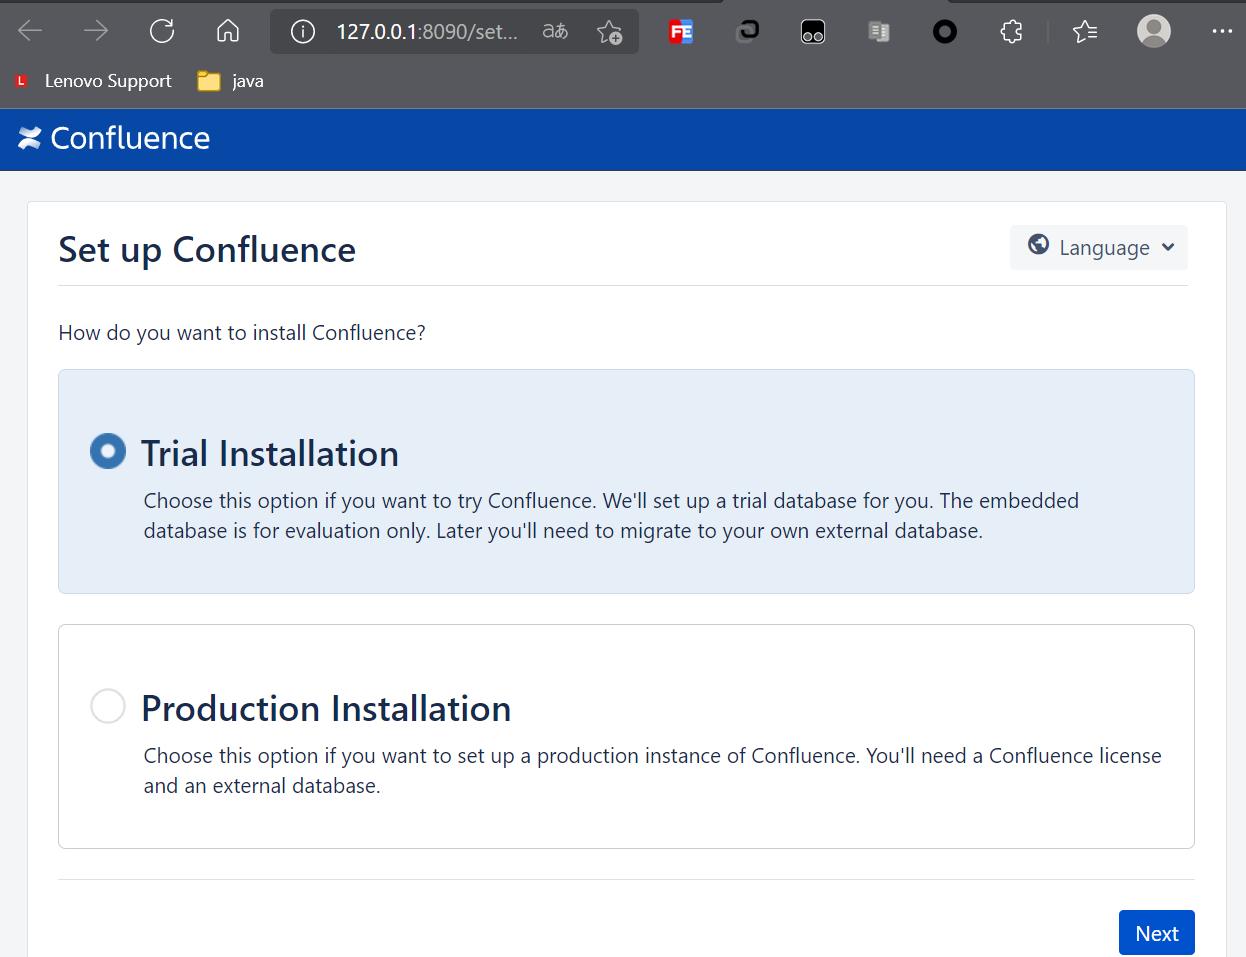 127.0.0.1:8090/set...
aあ
FE
L Lenovo Support
java
Confluence
Set up Confluence
Language
How do you want to install Confluence?
Trial Installation
Choose this option if you want to try Confluence. We'll set up a trial database for you. The embedded
database is for evaluation only. Later you'll need to migrate to your own external database.
Production Installation
Choose this option if you want to set up a production instance of Confluence. You'll need a Confluence license
and an external database.
Next